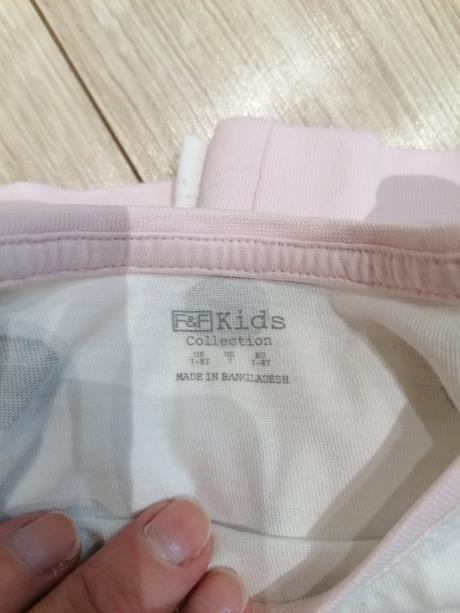 F&F Kids
Collection
UK US EU
7-8Y 7 7-8Y
MADE IN BANGLADESH